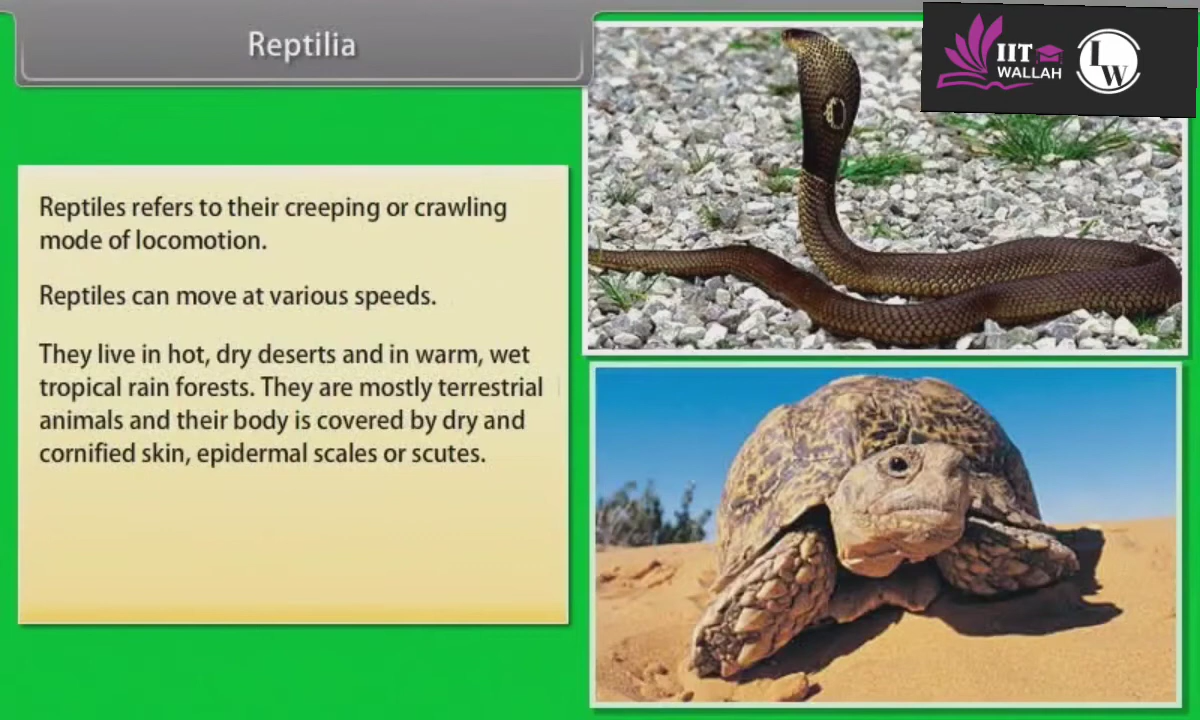 Reptilia
IIT
WALLAH
LW
Reptiles refers to their creeping or crawling
mode of locomotion.
Reptiles can move at various speeds.
They live in hot, dry deserts and in warm, wet
tropical rain forests. They are mostly terrestrial
animals and their body is covered by dry and
cornified skin, epidermal scales or scutes.